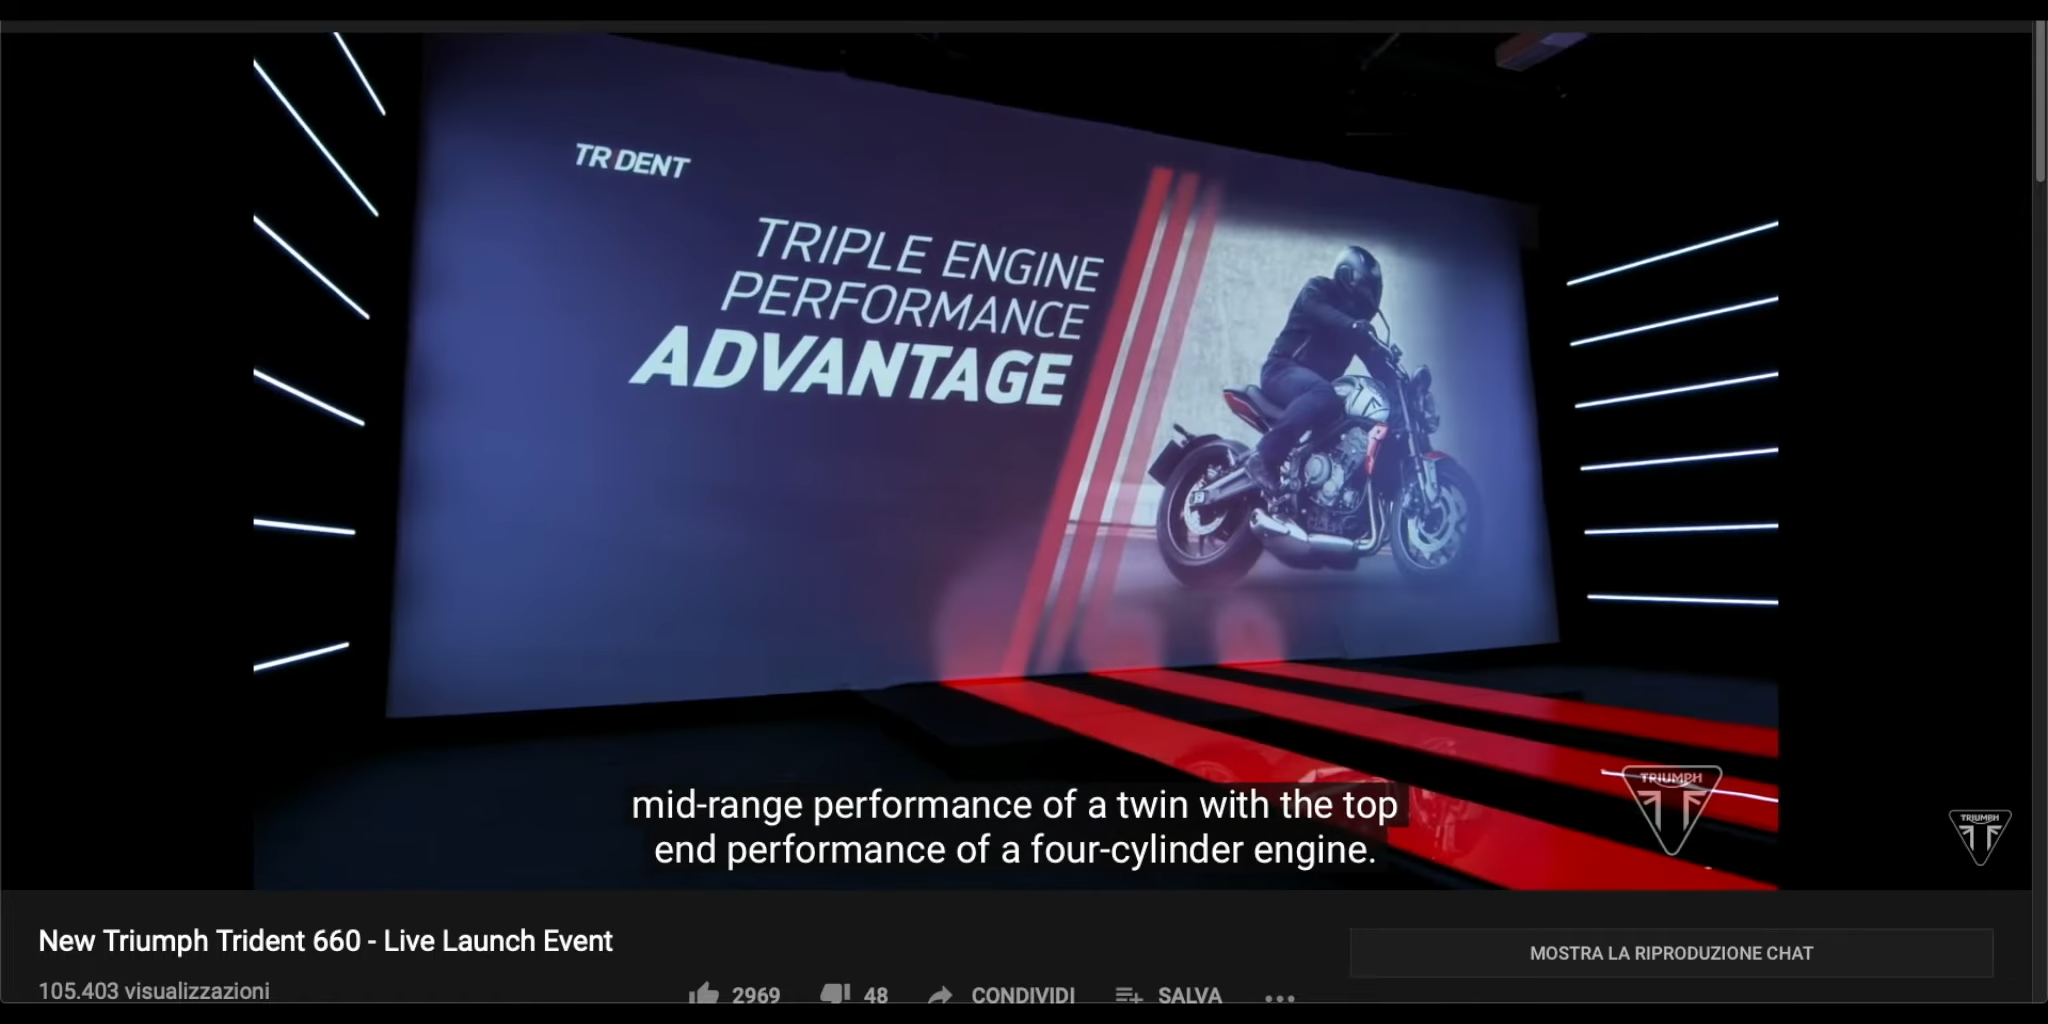 TR DENT
TRIPLE ENGINE
PERFORMANCE
ADVANTAGE
mid-range performance of a twin with the top
end performance of a four-cylinder engine.
TRIUMPH
TRIUMPH
New Triumph Trident 660 - Live Launch Event
MOSTRA LA RIPRODUZIONE CHAT
105.403 visualizzazioni
2969
48
CONDIVIDI
SALVA